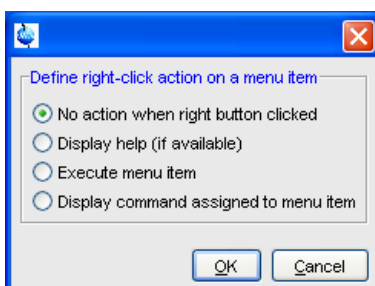 Define right-click action on a menu item
No action when right button clicked
Display help (if available)
Execute menu item
Display command assigned to menu item
OK Cancel